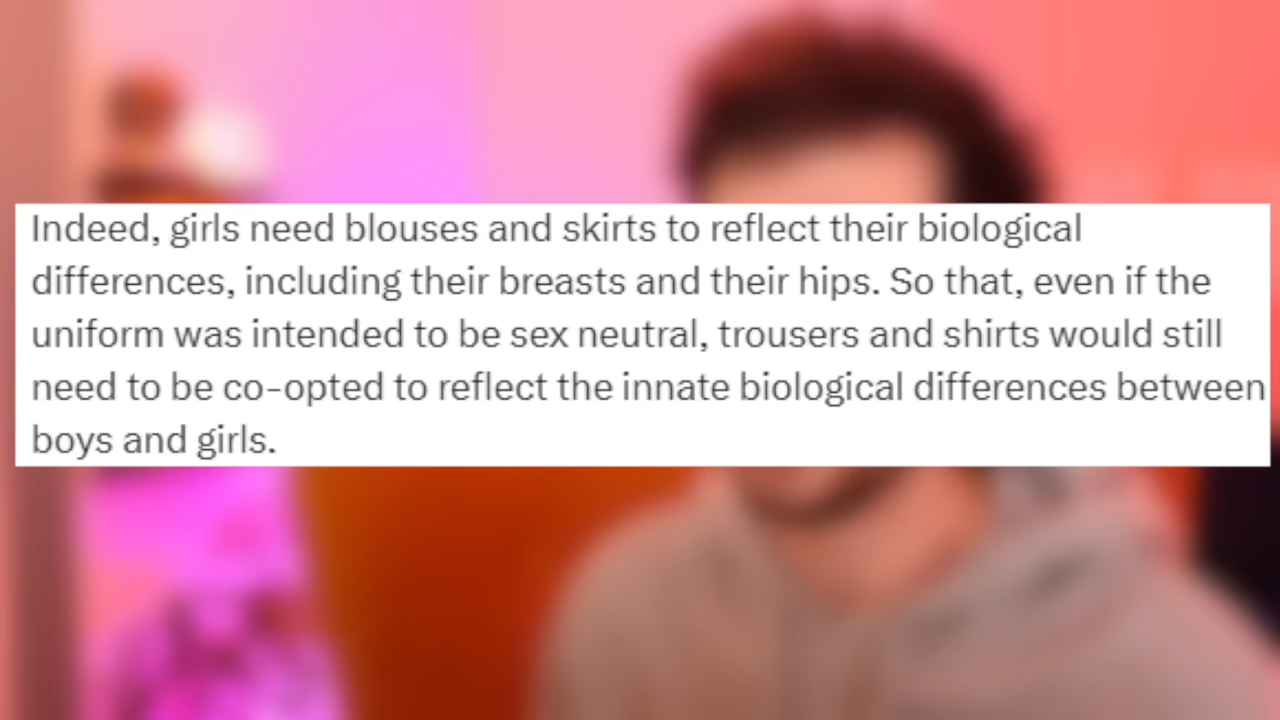 Indeed, girls need blouses and skirts to reflect their biological
differences, including their breasts and their hips. So that, even if the
uniform was intended to be sex neutral, trousers and shirts would still
need to be co-opted to reflect the innate biological differences between
boys and girls.